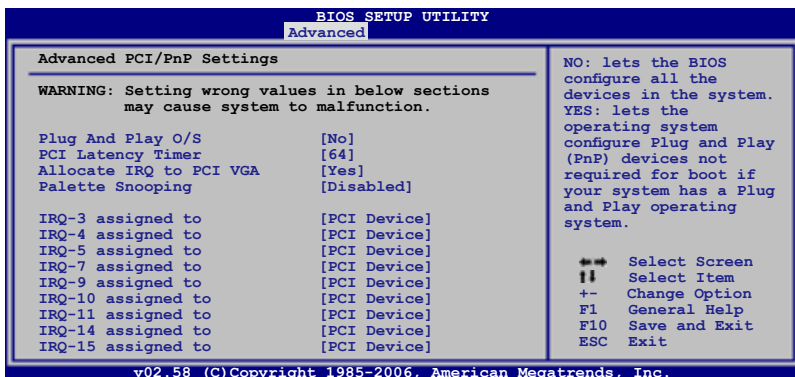 BIOS SETUP UTILITY
Advanced
Advanced PCI/PnP Settings
WARNING: Setting wrong values in below sections
may cause system to malfunction.
Plug And Play O/S [No]
PCI Latency Timer [64]
Allocate IRQ to PCI VGA [Yes]
Palette Snooping [Disabled]
IRQ-3 assigned to [PCI Device]
IRQ-4 assigned to [PCI Device]
IRQ-5 assigned to [PCI Device]
IRQ-7 assigned to [PCI Device]
IRQ-9 assigned to [PCI Device]
IRQ-10 assigned to [PCI Device]
IRQ-11 assigned to [PCI Device]
IRQ-14 assigned to [PCI Device]
IRQ-15 assigned to [PCI Device]
NO: lets the BIOS
configure all the
devices in the system.
YES: lets the
operating system
configure Plug and Play
(PnP) devices not
required for boot if
your system has a Plug
and Play operating
system.
←→ Select Screen
↑↓ Select Item
+- Change Option
F1 General Help
F10 Save and Exit
ESC Exit
v02.58 (C)Copyright 1985-2006, American Megatrends, Inc.